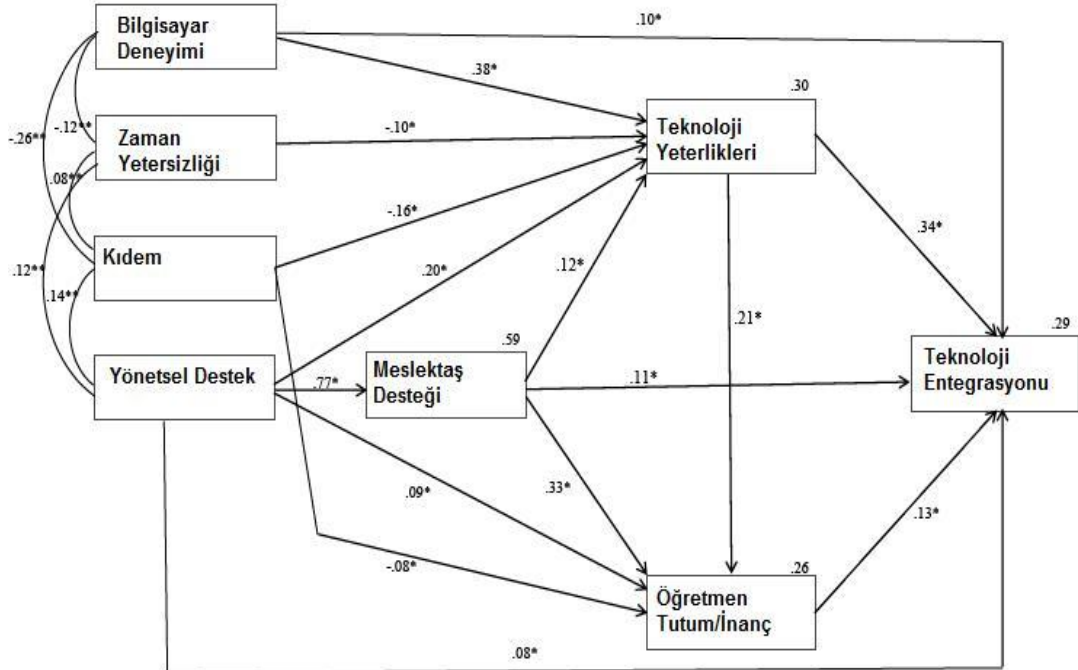 Bilgisayar
Deneyimi
.10*
.38*
.30
-.12**
-.26**
Zaman
Yetersizliği
-.10*
Teknoloji
Yeterlikleri
.08**
-.16*
.34*
Kıdem
.20*
.12*
.12**
.14**
.21*
.59
.29
Yönetsel Destek
.77*
Meslektaş
Desteği
.11*
Teknoloji
Entegrasyonu
.09*
.33*
-.08*
.13*
.26
Öğretmen
Tutum/İnanç
.08*